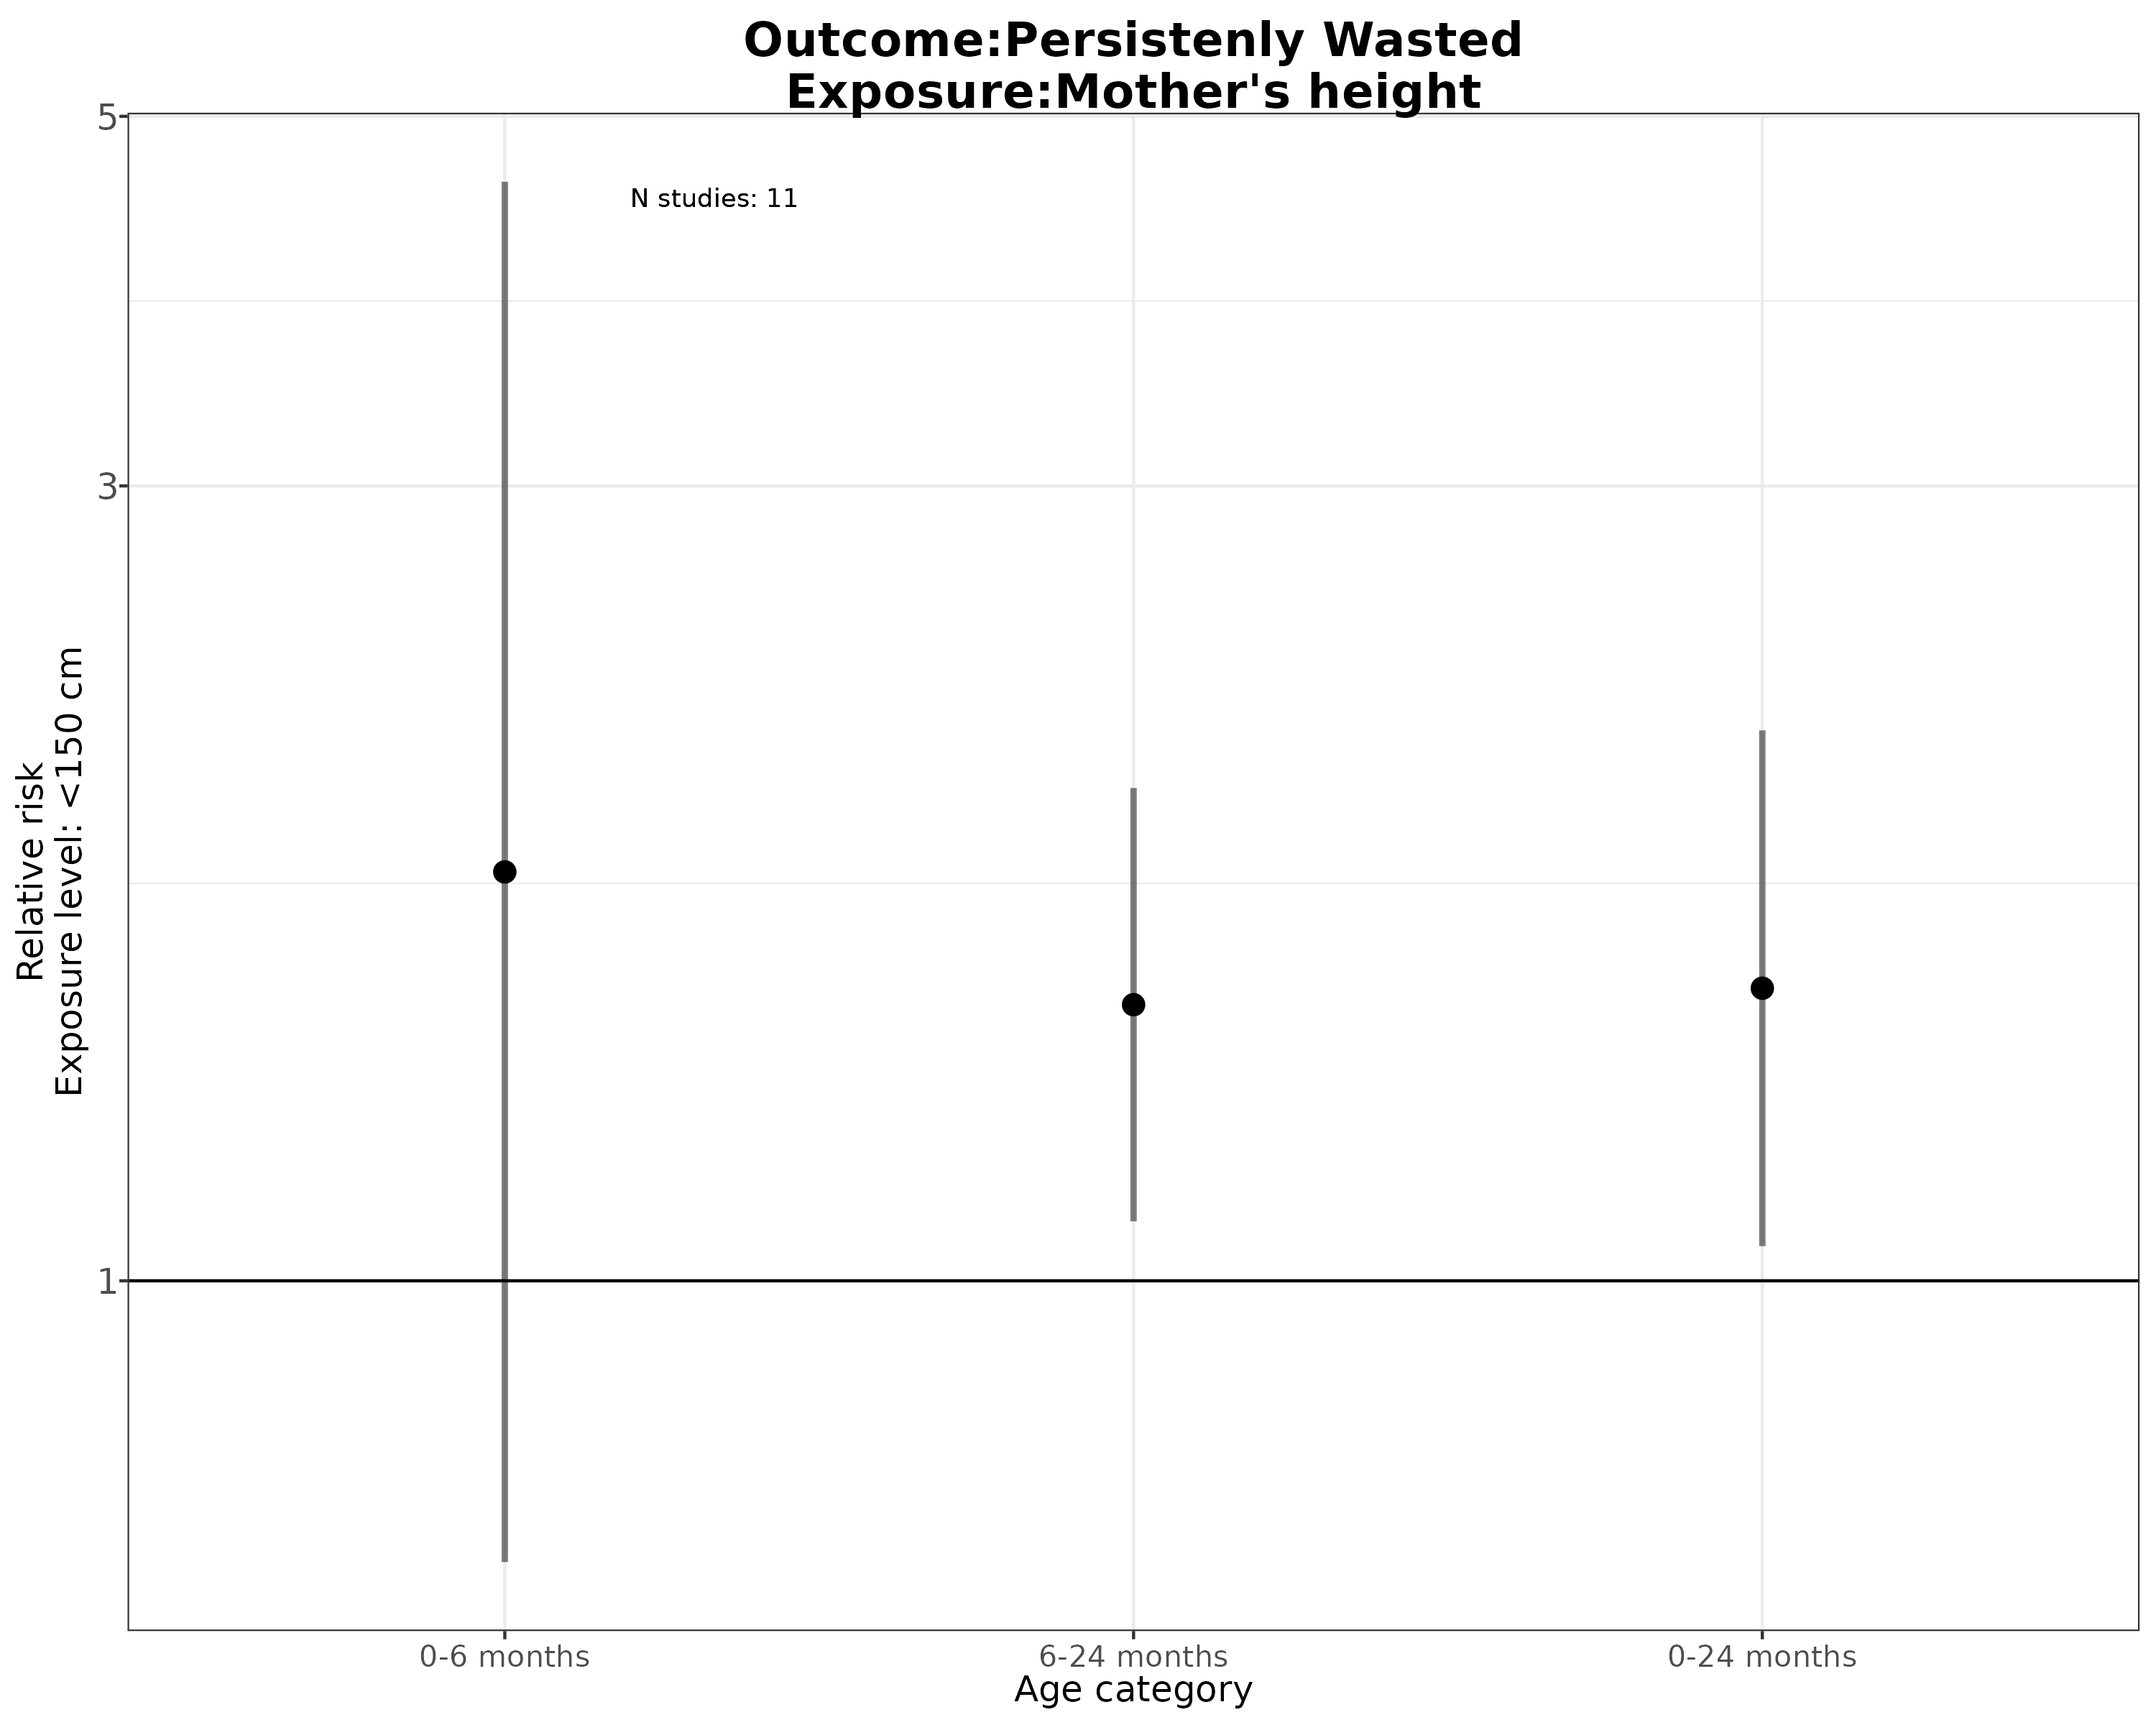 Outcome:Persistenly Wasted
Exposure:Mother's height
5
N studies: 11
3
1
Relative risk
Exposure level: <150 cm
0-6 months
6-24 months
0-24 months
Age category